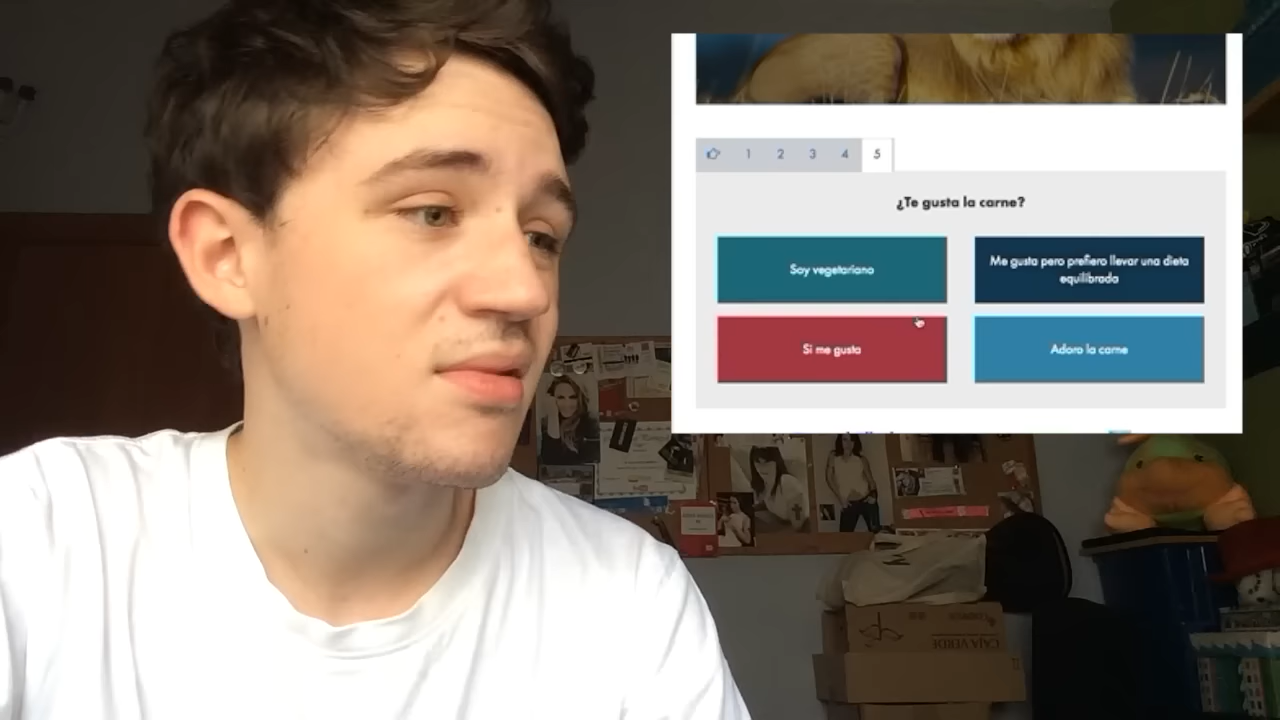 1 2 3 4 5
¿Te gusta la carne?
Soy vegetariano
Me gusta pero prefiero llevar una dieta
equilibrada
Si me gusta
Adoro la carne
CAJA VERDE